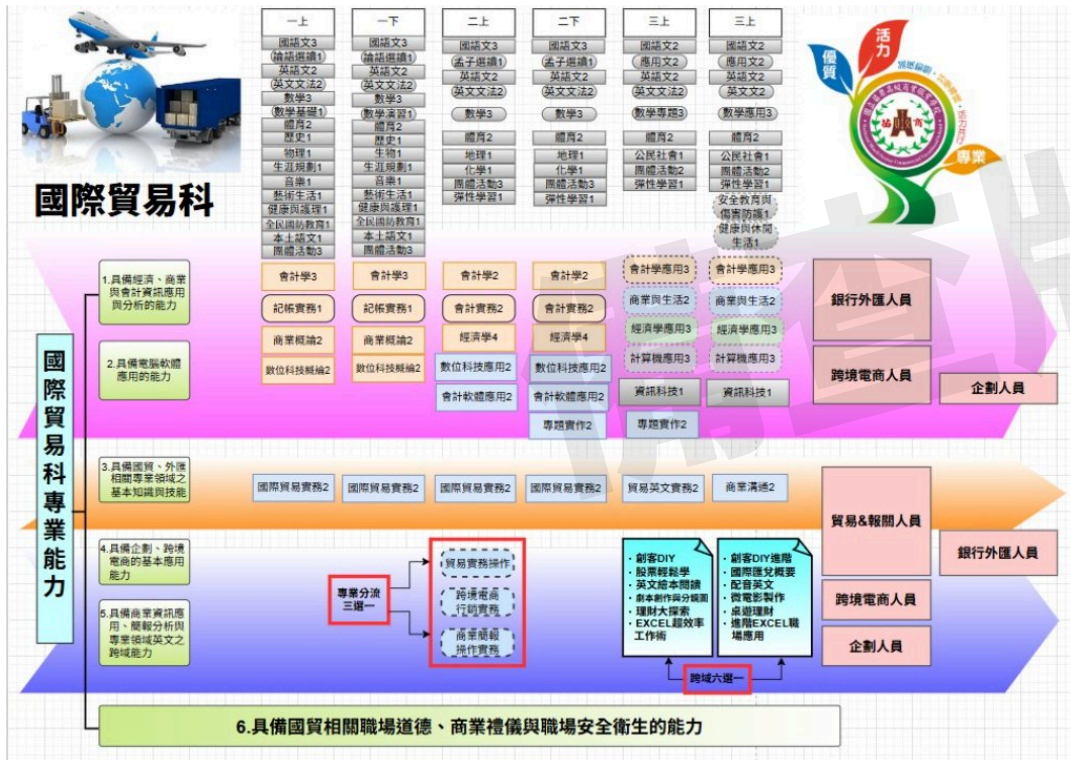 一上
一下
二上
二下
三上
三上
國語文3
論語選讀1
英語文2
英文文法2
數學3
數學基礎1
體育2
歷史1
物理1
生涯規劃1
音樂1
藝術生活1
健康與護理1
全民國防教育1
本土語文1
團體活動3
國語文3
論語選讀1
英語文2
英文文法2
數學3
數學演習1
體育2
歷史1
生物1
生涯規劃1
音樂1
藝術生活1
健康與護理1
全民國防教育1
本土語文1
團體活動3
國語文3
孟子選讀1
英語文2
英文文法2
數學3
體育2
地理1
化學1
團體活動3
彈性學習1
國語文3
孟子選讀1
英語文2
英文文法2
數學3
體育2
地理1
化學1
團體活動3
彈性學習1
國語文2
應用文2
英語文2
英文文法2
數學專題3
體育2
公民社會1
團體活動2
彈性學習1
國語文2
應用文2
英語文2
英文文法2
數學應用3
體育2
公民社會1
團體活動2
彈性學習1
安全教育與
傷害防護1
健康與休閒
生活1
優質
活力
專業
苗
商
國際貿易科
國際貿易科專業能力
1.具備經濟、商業
與會計資訊應用
與分析的能力
2.具備電腦軟體
應用的能力
會計學3
記帳實務1
商業概論2
數位科技概論2
會計學3
記帳實務1
商業概論2
數位科技概論2
會計學2
會計實務2
經濟學4
數位科技應用2
會計軟體應用2
會計學2
會計實務2
經濟學4
數位科技應用2
會計軟體應用2
專題實作2
會計學應用3
商業與生活2
經濟學應用3
計算機應用3
資訊科技1
專題實作2
會計學應用3
商業與生活2
經濟學應用3
計算機應用3
資訊科技1
銀行外匯人員
跨境電商人員
企劃人員
3.具備國貿、外匯
相關專業領域之
基本知識與技能
國際貿易實務2
國際貿易實務2
國際貿易實務2
國際貿易實務2
貿易英文實務2
商業溝通2
貿易&報關人員
銀行外匯人員
4.具備企劃、跨境
電商的基本應用
能力
5.具備商業資訊應
用、簡報分析與
專業領域英文之
跨域能力
專業分流
三選一
貿易實務操作
跨境電商
行銷實務
商業簡報
操作實務
・創客DIY
・股票輕鬆學
・英文繪本閱讀
・劇本創作與分鏡圖
・理財大探索
・EXCEL超效率
工作術
・創客DIY進階
・國際匯兌概要
・配音英文
・微電影製作
・桌遊理財
・進階EXCEL職
場應用
跨域六選一
跨境電商人員
企劃人員
6.具備國貿相關職場道德、商業禮儀與職場安全衛生的能力
備查版